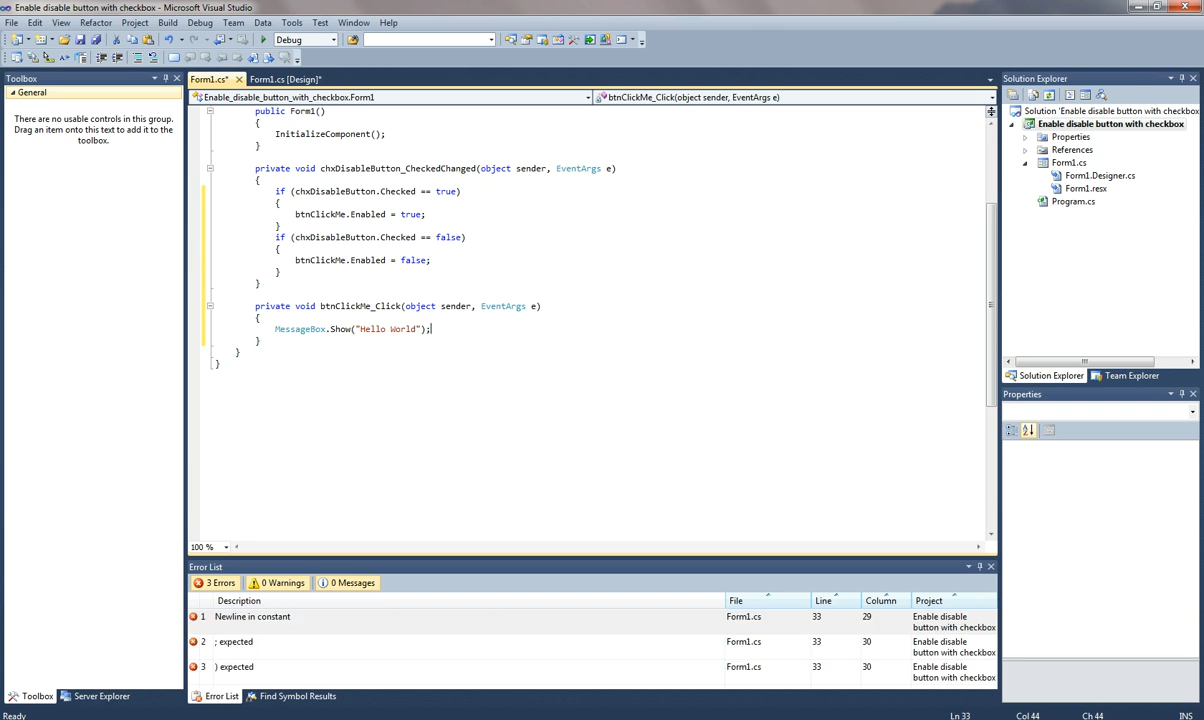 Enable disable button with checkbox - Microsoft Visual Studio
File Edit View Refactor Project Build Debug Team Data Tools Test Window Help
Debug
Toolbox
General
There are no usable controls in this group. Drag an item onto this text to add it to the toolbox.
Form1.cs* Form1.cs [Design]*
Enable_disable_button_with_checkbox.Form1 btnClickMe_Click(object sender, EventArgs e)
public Form1()
{
InitializeComponent();
}
private void chxDisableButton_CheckedChanged(object sender, EventArgs e)
{
if (chxDisableButton.Checked == true)
{
btnClickMe.Enabled = true;
}
if (chxDisableButton.Checked == false)
{
btnClickMe.Enabled = false;
}
}
private void btnClickMe_Click(object sender, EventArgs e)
{
MessageBox.Show("Hello World");
}
}
}
100 %
Solution Explorer
Solution 'Enable disable button with checkbox'
Enable disable button with checkbox
Properties
References
Form1.cs
Form1.Designer.cs
Form1.resx
Program.cs
Solution Explorer Team Explorer
Properties
Error List
3 Errors 0 Warnings 0 Messages
Description File Line Column Project
1 Newline in constant Form1.cs 33 29 Enable disable button with checkbox
2 ; expected Form1.cs 33 30 Enable disable button with checkbox
3 ) expected Form1.cs 33 30 Enable disable button with checkbox
Toolbox Server Explorer Error List Find Symbol Results
Ready Ln 33 Col 44 Ch 44 INS